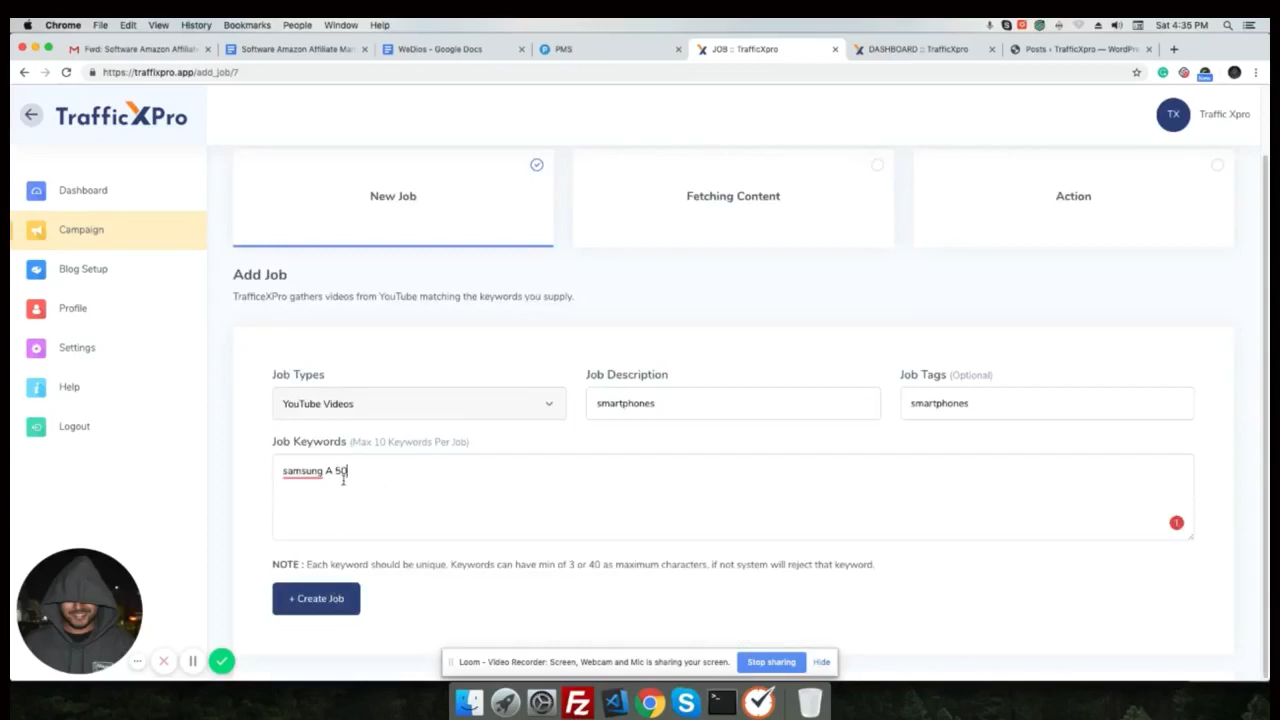 Chrome File Edit View History Bookmarks People Window Help Sat 4:35 PM
Fwd: Software Amazon Affiliat Software Amazon Affiliate Mar WeDios - Google Docs PMS JOB :: TrafficXpro DASHBOARD :: TrafficXpro Posts ‹ TrafficXpro — WordPr
https://traffixpro.app/add_job/7 New
TrafficXPro
TX Traffic Xpro
Dashboard
Campaign
Blog Setup
Profile
Settings
Help
Logout
New Job Fetching Content Action
Add Job
TrafficeXPro gathers videos from YouTube matching the keywords you supply.
Job Types Job Description Job Tags (Optional)
YouTube Videos smartphones smartphones
Job Keywords (Max 10 Keywords Per Job)
samsung A 50
1
NOTE : Each keyword should be unique. Keywords can have min of 3 or 40 as maximum characters, if not system will reject that keyword.
+ Create Job
Loom - Video Recorder: Screen, Webcam and Mic is sharing your screen. Stop sharing Hide